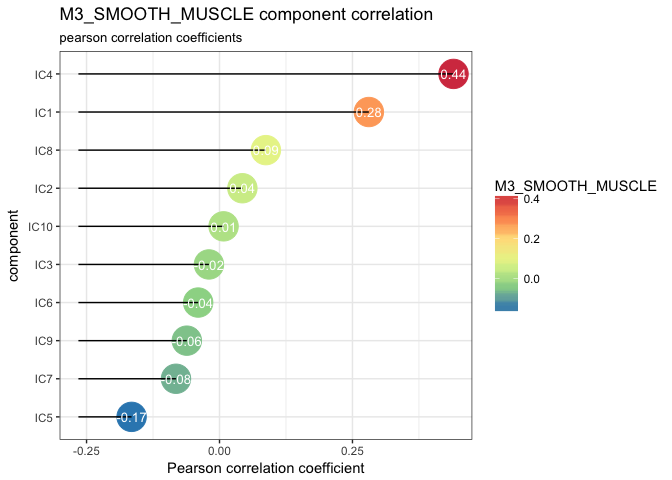 M3_SMOOTH_MUSCLE component correlation
pearson correlation coefficients
IC4
0.44
IC1
0.28
IC8
0.09
IC2
0.04
IC10
0.01
IC3
-0.02
IC6
-0.04
IC9
-0.06
IC7
-0.08
IC5
-0.17
component
-0.25
0.00
0.25
Pearson correlation coefficient
M3_SMOOTH_MUSCLE
0.4
0.2
0.0